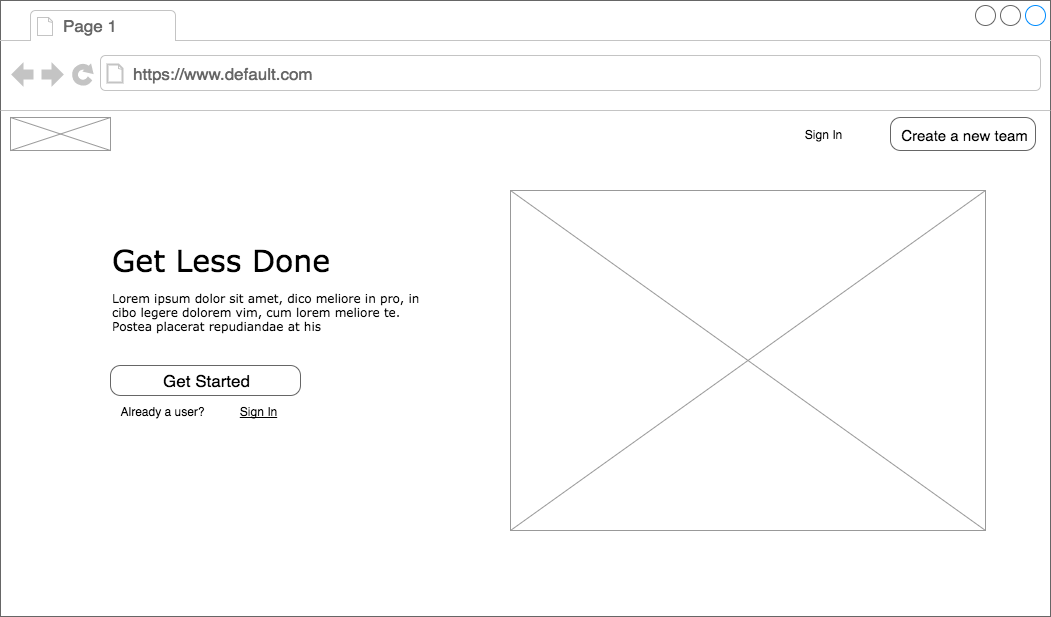 Page 1
https://www.default.com
Sign In
Create a new team
Get Less Done
Lorem ipsum dolor sit amet, dico meliore in pro, in
cibo legere dolorem vim, cum lorem meliore te.
Postea placerat repudiandae at his
Get Started
Already a user?
Sign In